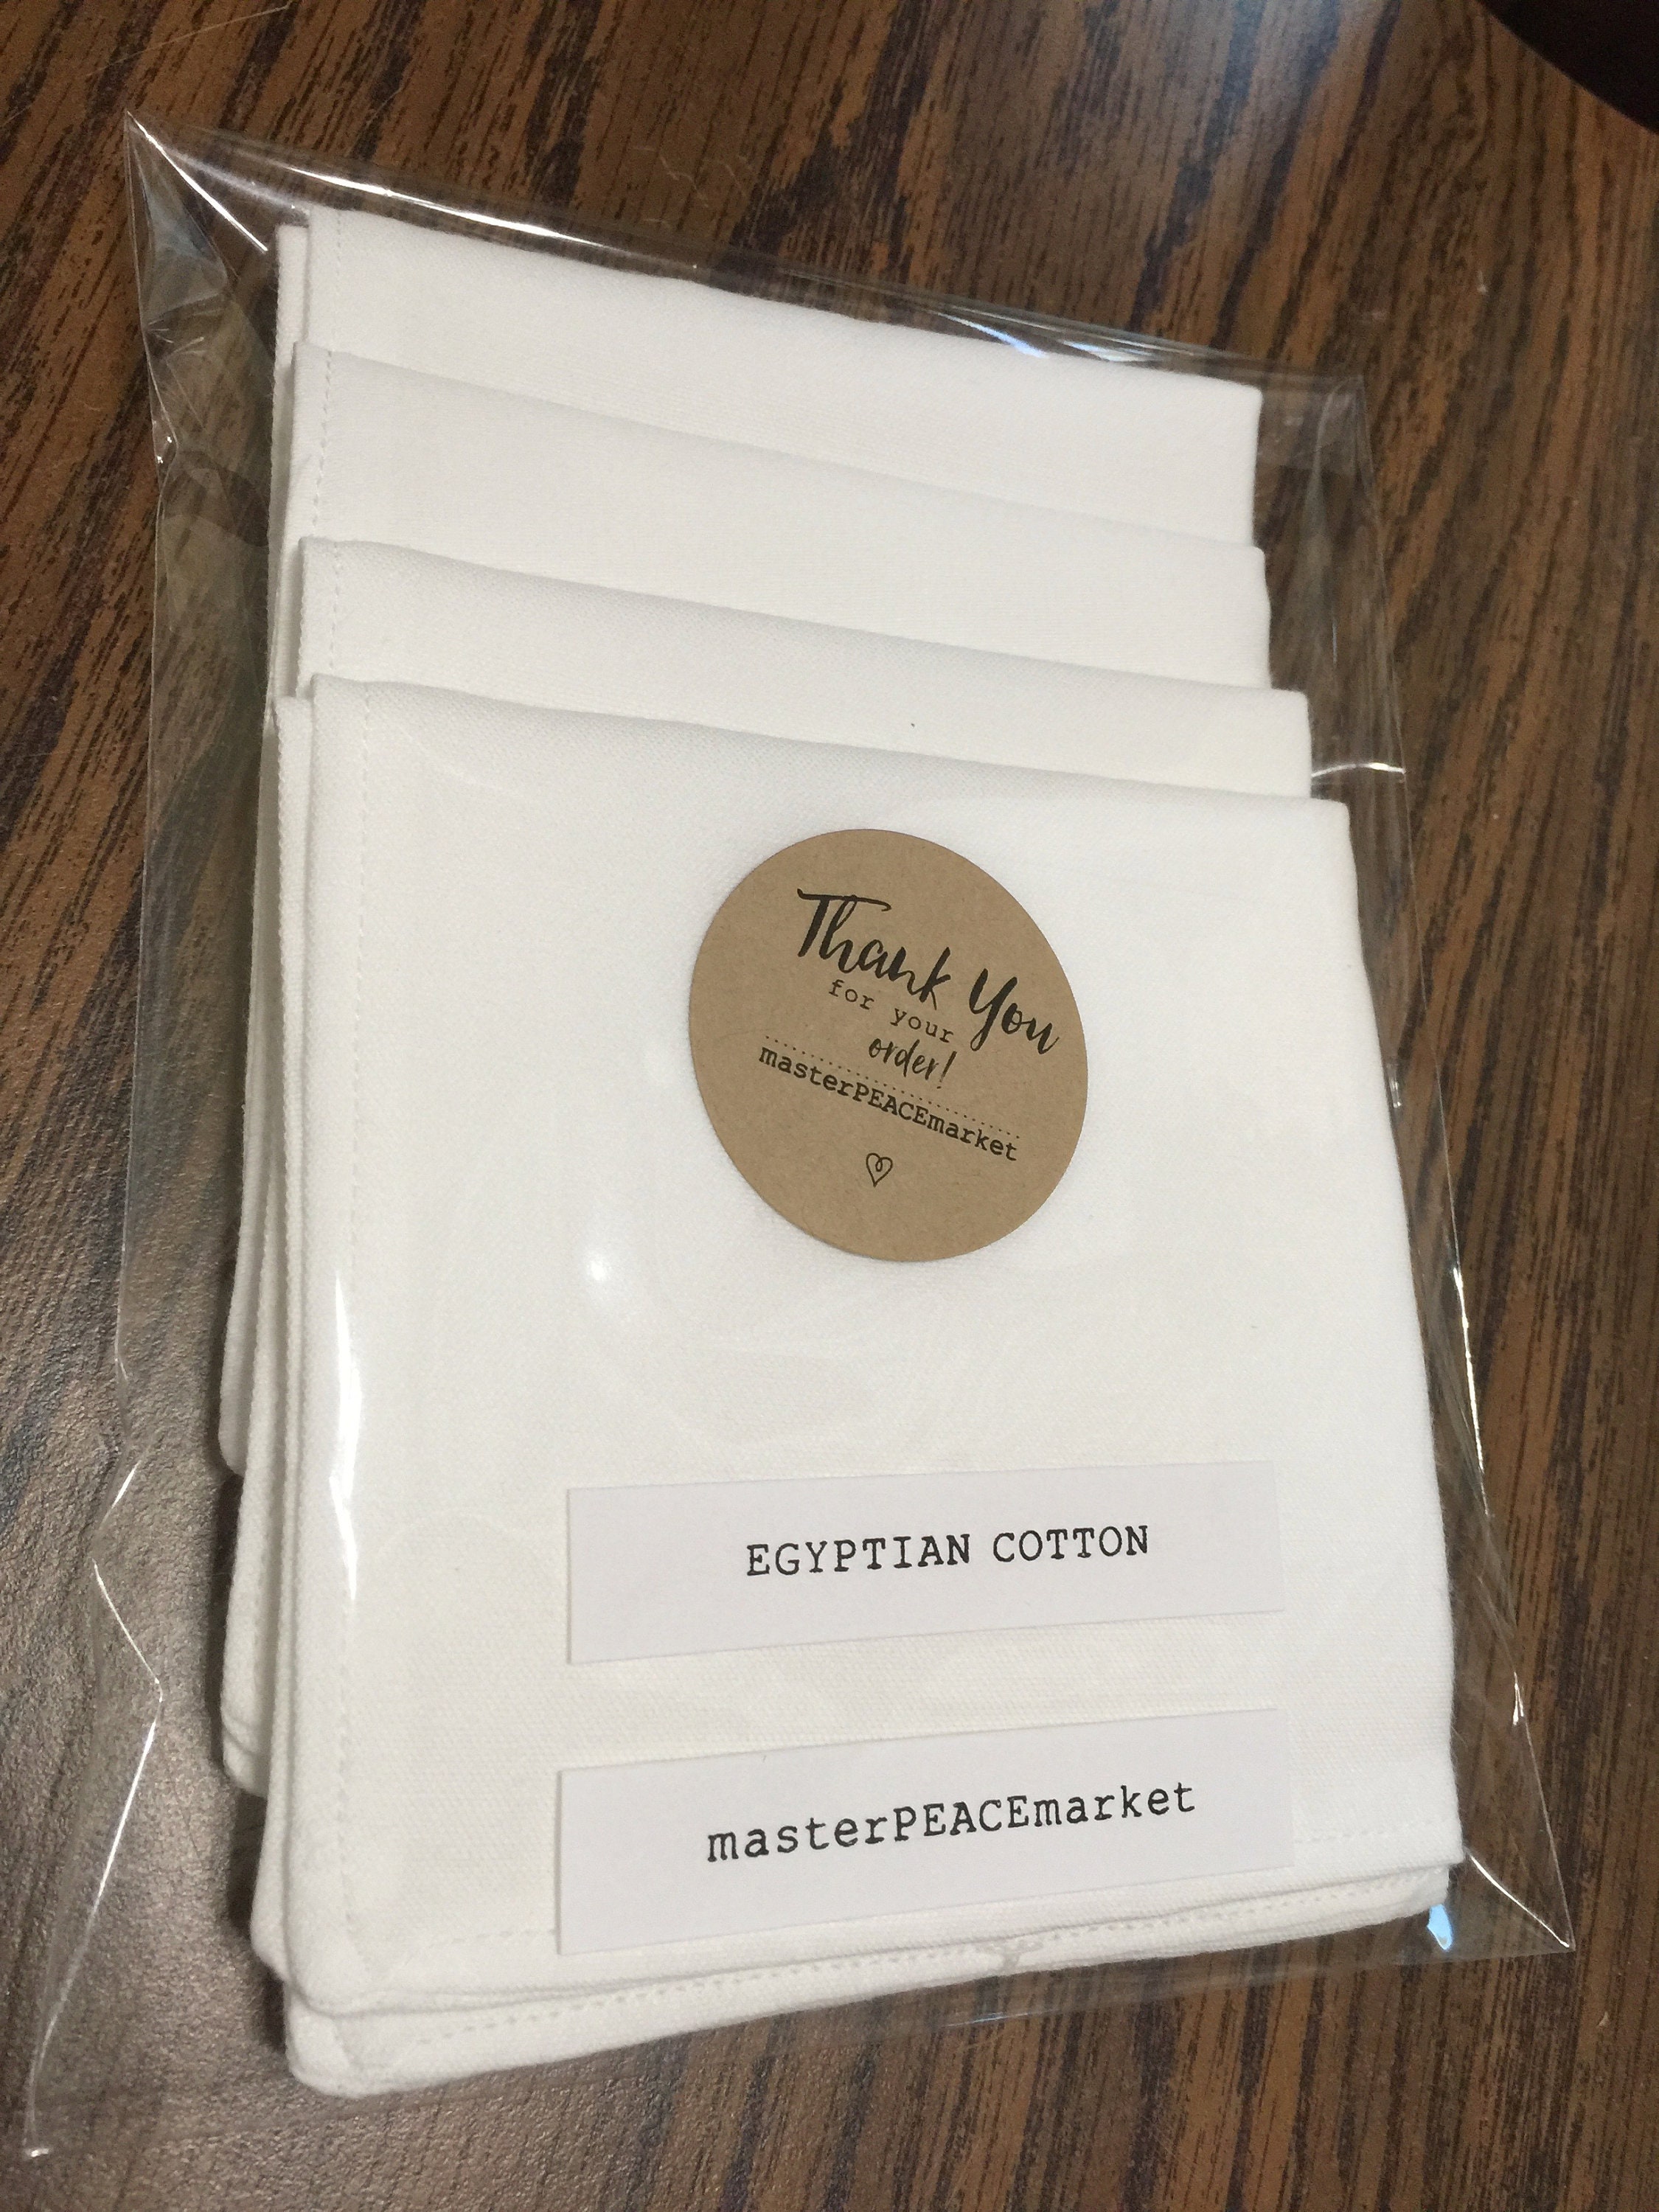 Thank You
for your
order!
masterPEACEmarket
EGYPTIAN COTTON
masterPEACEmarket